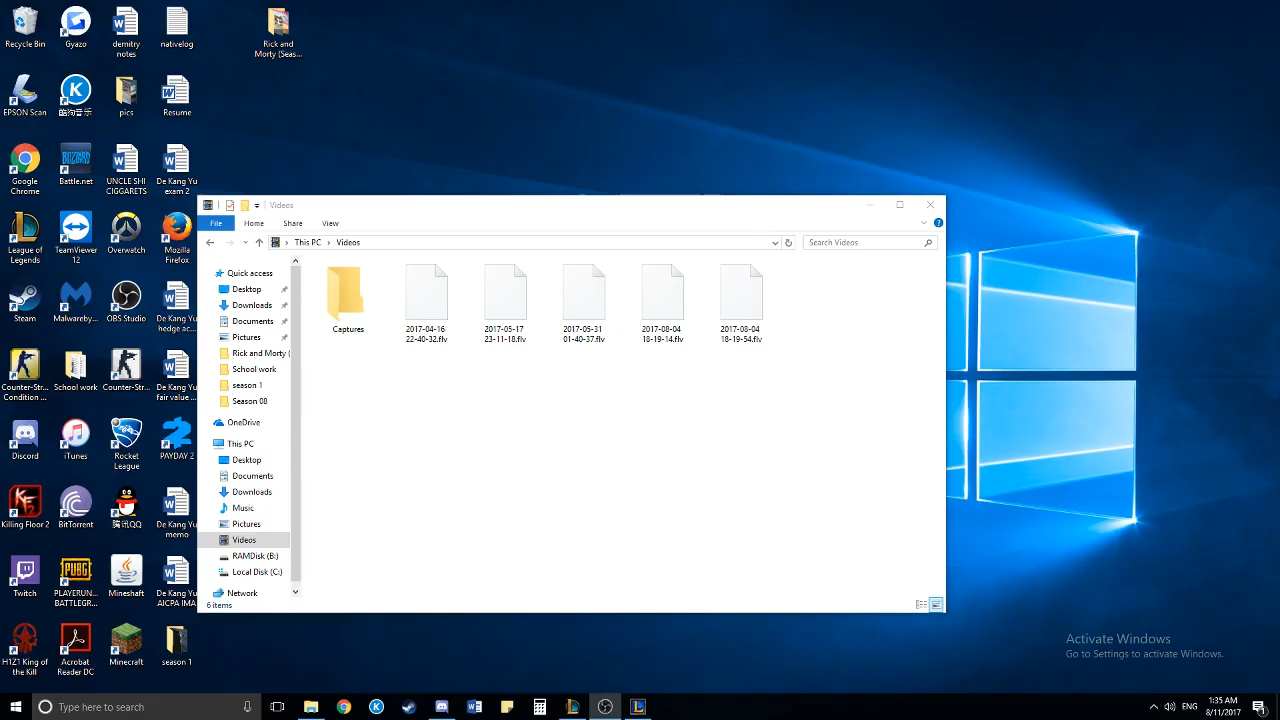 Recycle Bin
Gyazo
demitry
notes
nativelog
Rick and
Morty (Seas...
EPSON Scan
酷狗音乐
pics
Resume
Google
Chrome
Battle.net
UNCLE SHI
CIGGARETS
De Kang Yu
exam 2
League of
Legends
TeamViewer
12
Overwatch
Mozilla
Firefox
Steam
Malwareby...
OBS Studio
De Kang Yu
hedge ac...
Counter-Str...
Condition ...
School work
Counter-Str...
De Kang Yu
fair value ...
Discord
iTunes
Rocket
League
PAYDAY 2
Killing Floor 2
BitTorrent
腾讯QQ
De Kang Yu
memo
Twitch
PLAYERUN...
BATTLEGR...
Mineshaft
De Kang Yu
AICPA IMA
H1Z1 King of
the Kill
Acrobat
Reader DC
Minecraft
season 1
Videos
File
Home
Share
View
This PC
Videos
Search Videos
Quick access
Desktop
Downloads
Documents
Pictures
Rick and Morty (
School work
season 1
Season 08
OneDrive
This PC
Desktop
Documents
Downloads
Music
Pictures
Videos
RAMDisk (B:)
Local Disk (C:)
Network
6 items
Captures
2017-04-16
22-40-32.flv
2017-05-17
23-11-18.flv
2017-05-31
01-40-37.flv
2017-08-04
18-19-14.flv
2017-08-04
18-19-54.flv
Activate Windows
Go to Settings to activate Windows.
Type here to search
ENG
1:35 AM
8/11/2017